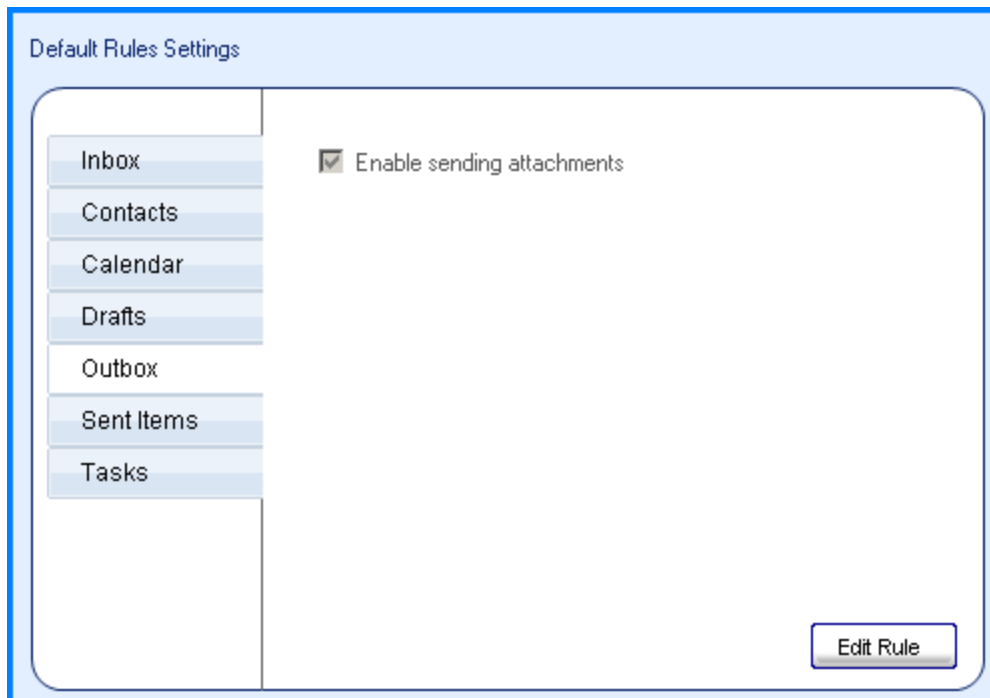 Default Rules Settings
Inbox
Enable sending attachments
Contacts
Calendar
Drafts
Outbox
Sent Items
Tasks
Edit Rule